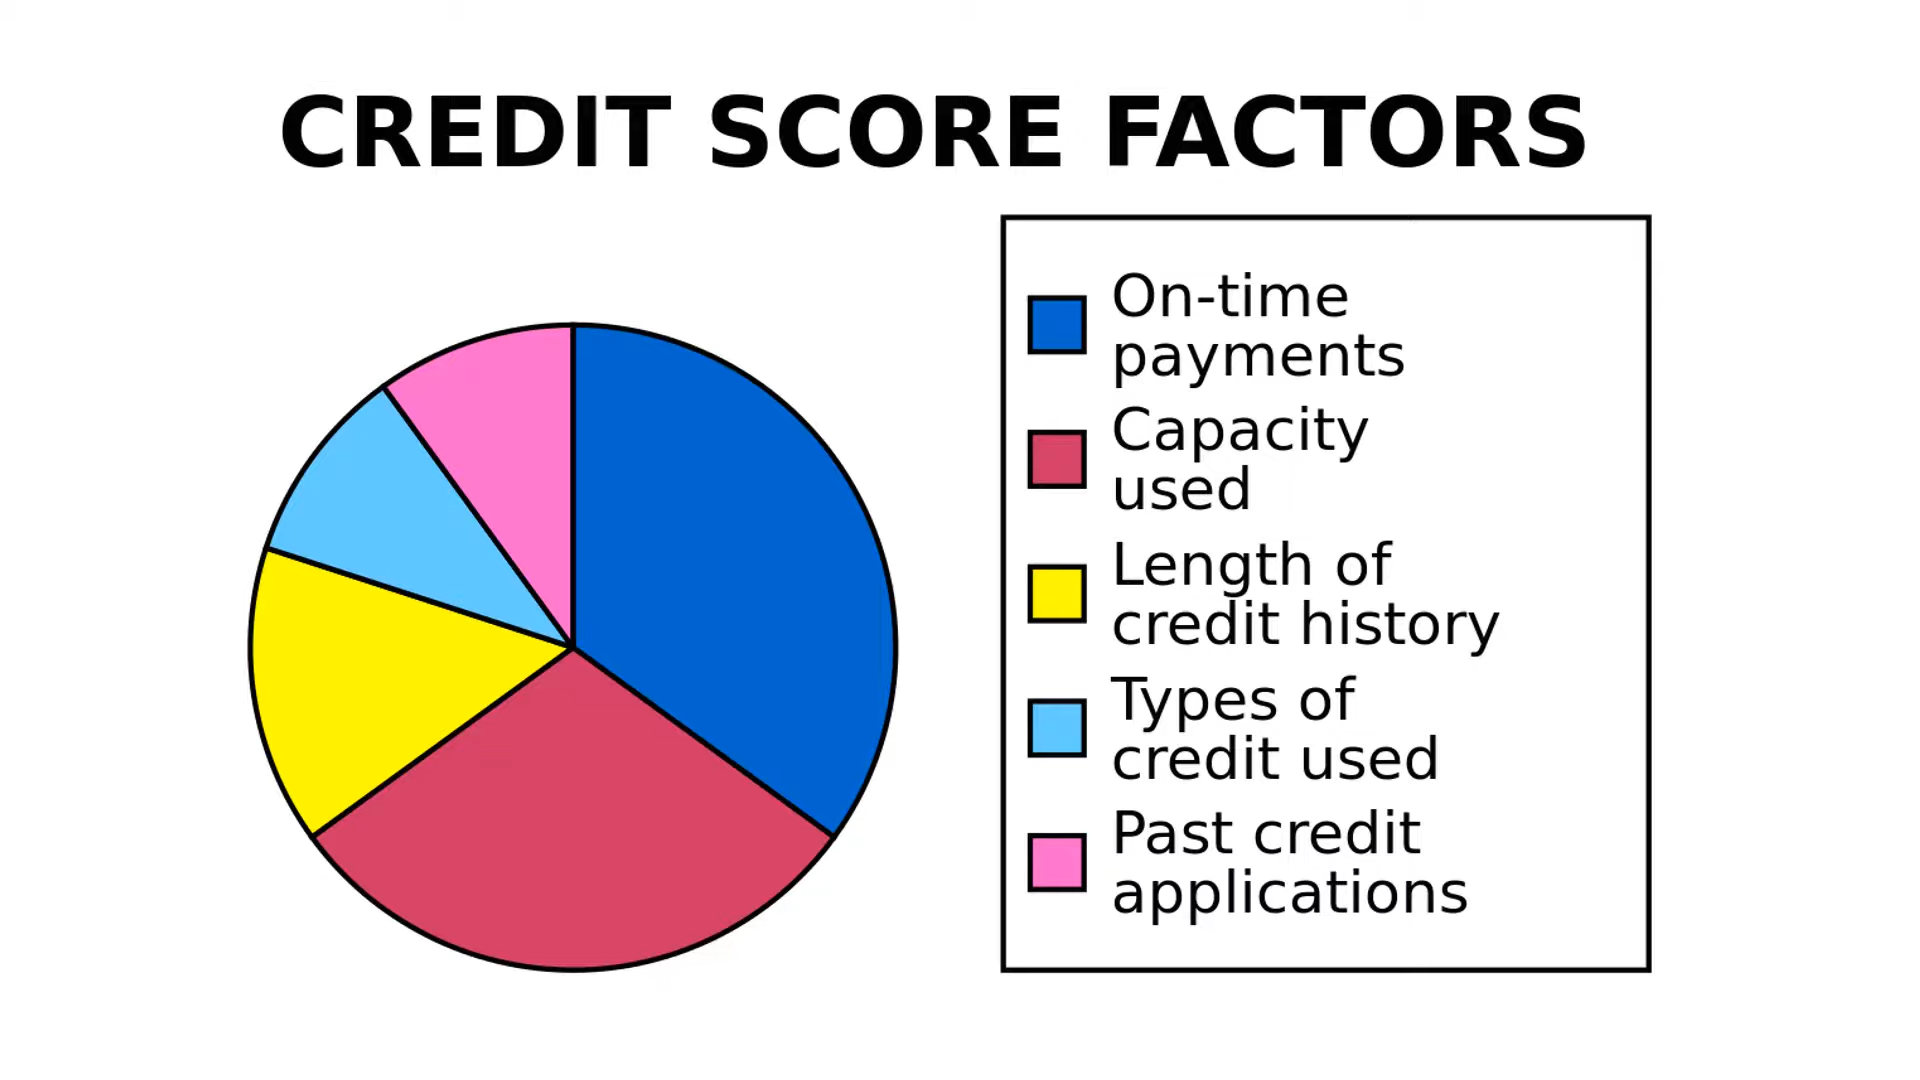 CREDIT SCORE FACTORS
On-time
payments
Capacity
used
Length of
credit history
Types of
credit used
Past credit
applications